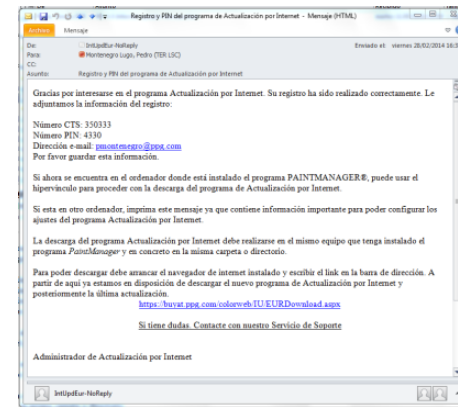 Registro y PIN del programa de Actualización por Internet - Mensaje (HTML)
Archivo Mensaje
De: IntUpdEur-NoReply Enviado el: viernes 28/02/2014
Para: Montenegro Lugo, Pedro (TER LSC)
CC:
Asunto: Registro y PIN del programa de Actualización por Internet
Gracias por interesarse en el programa Actualización por Internet. Su registro ha sido realizado correctamente. Le
adjuntamos la información del registro:
Número CTS: 350333
Número PIN: 4330
Dirección e-mail: pmontenegro@ppg.com
Por favor guardar esta información.
Si ahora se encuentra en el ordenador donde está instalado el programa PAINTMANAGER®, puede usar el
hipervínculo para proceder con la descarga del programa de Actualización por Internet.
Si esta en otro ordenador, imprima este mensaje ya que contiene información importante para poder configurar los
ajustes del programa Actualización por Internet.
La descarga del programa Actualización por Internet debe realizarse en el mismo equipo que tenga instalado el
programa PaintManager y en concreto en la misma carpeta o directorio.
Para poder descargar debe arrancar el navegador de internet instalado y escribir el link en la barra de dirección. A
partir de aquí ya estamos en disposición de descargar el nuevo programa de Actualización por Internet y
posteriormente la última actualización.
https://buyat.ppg.com/colorweb/IU/EURDownload.aspx
Si tiene dudas. Contacte con nuestro Servicio de Soporte
Administrador de Actualización por Internet
IntUpdEur-NoReply